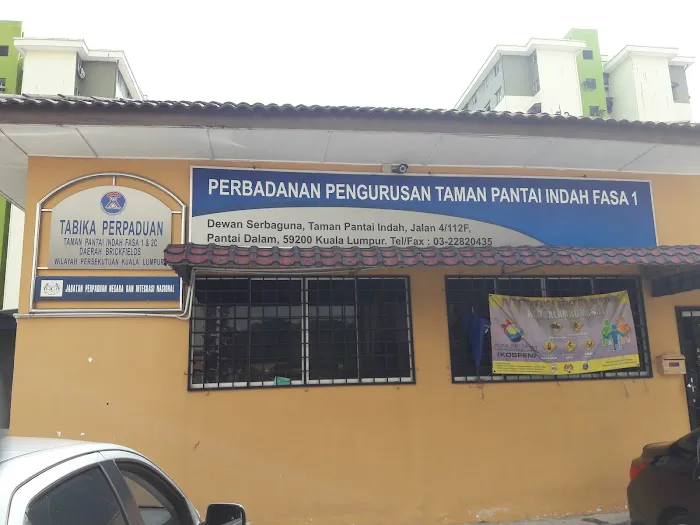 PERBADANAN PENGURUSAN TAMAN PANTAI INDAH FASA 1
Dewan Serbaguna, Taman Pantai Indah, Jalan 4/112F.
Pantai Dalam, 59200 Kuala Lumpur. Tel/Fax : 03-22820435
TABIKA PERPADUAN
TAMAN PANTAI INDAH FASA 1 & 2C
DAERAH BRICKFIELDS
WILAYAH PERSEKUTUAN KUALA LUMPUR
JABATAN PERPADUAN NEGARA DAN INTEGRASI NASIONAL
(KOSPEN)